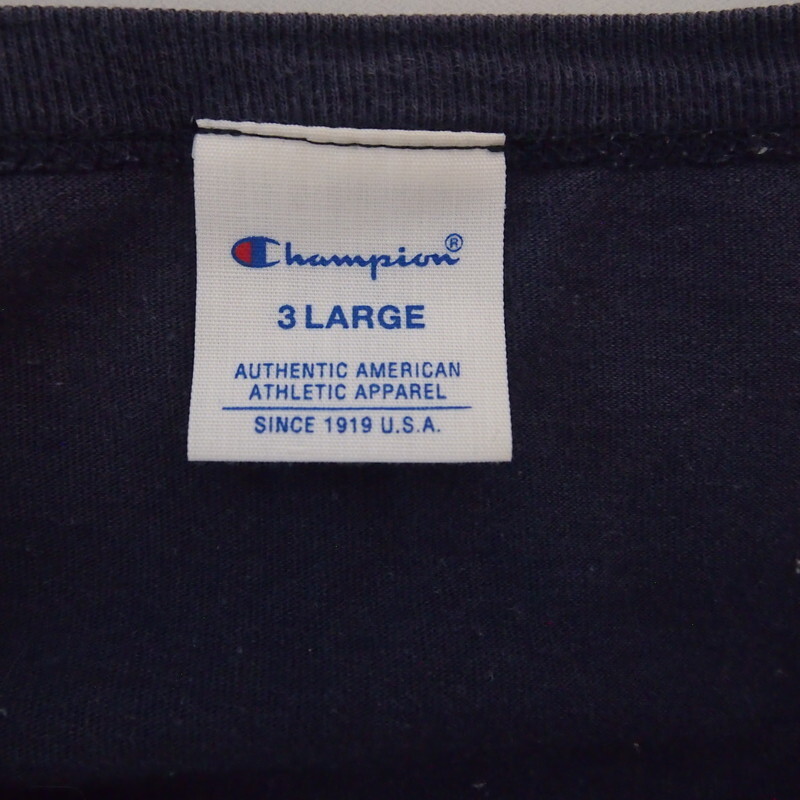 Champion®
3 LARGE
AUTHENTIC AMERICAN
ATHLETIC APPAREL
SINCE 1919 U.S.A.